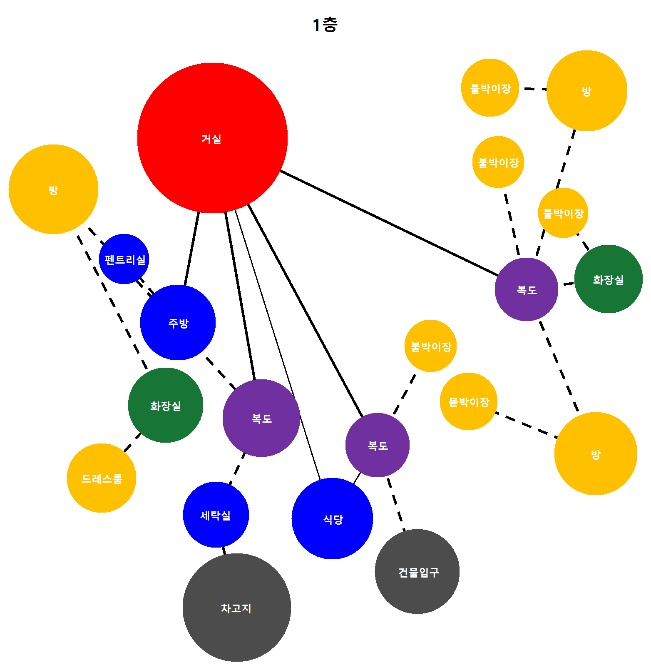 1층
거실
붙박이장
방
붙박이장
방
붙박이장
펜트리실
화장실
복도
주방
붙박이장
화장실
복도
붙박이장
복도
방
드레스룸
세탁실
식당
건물입구
차고지